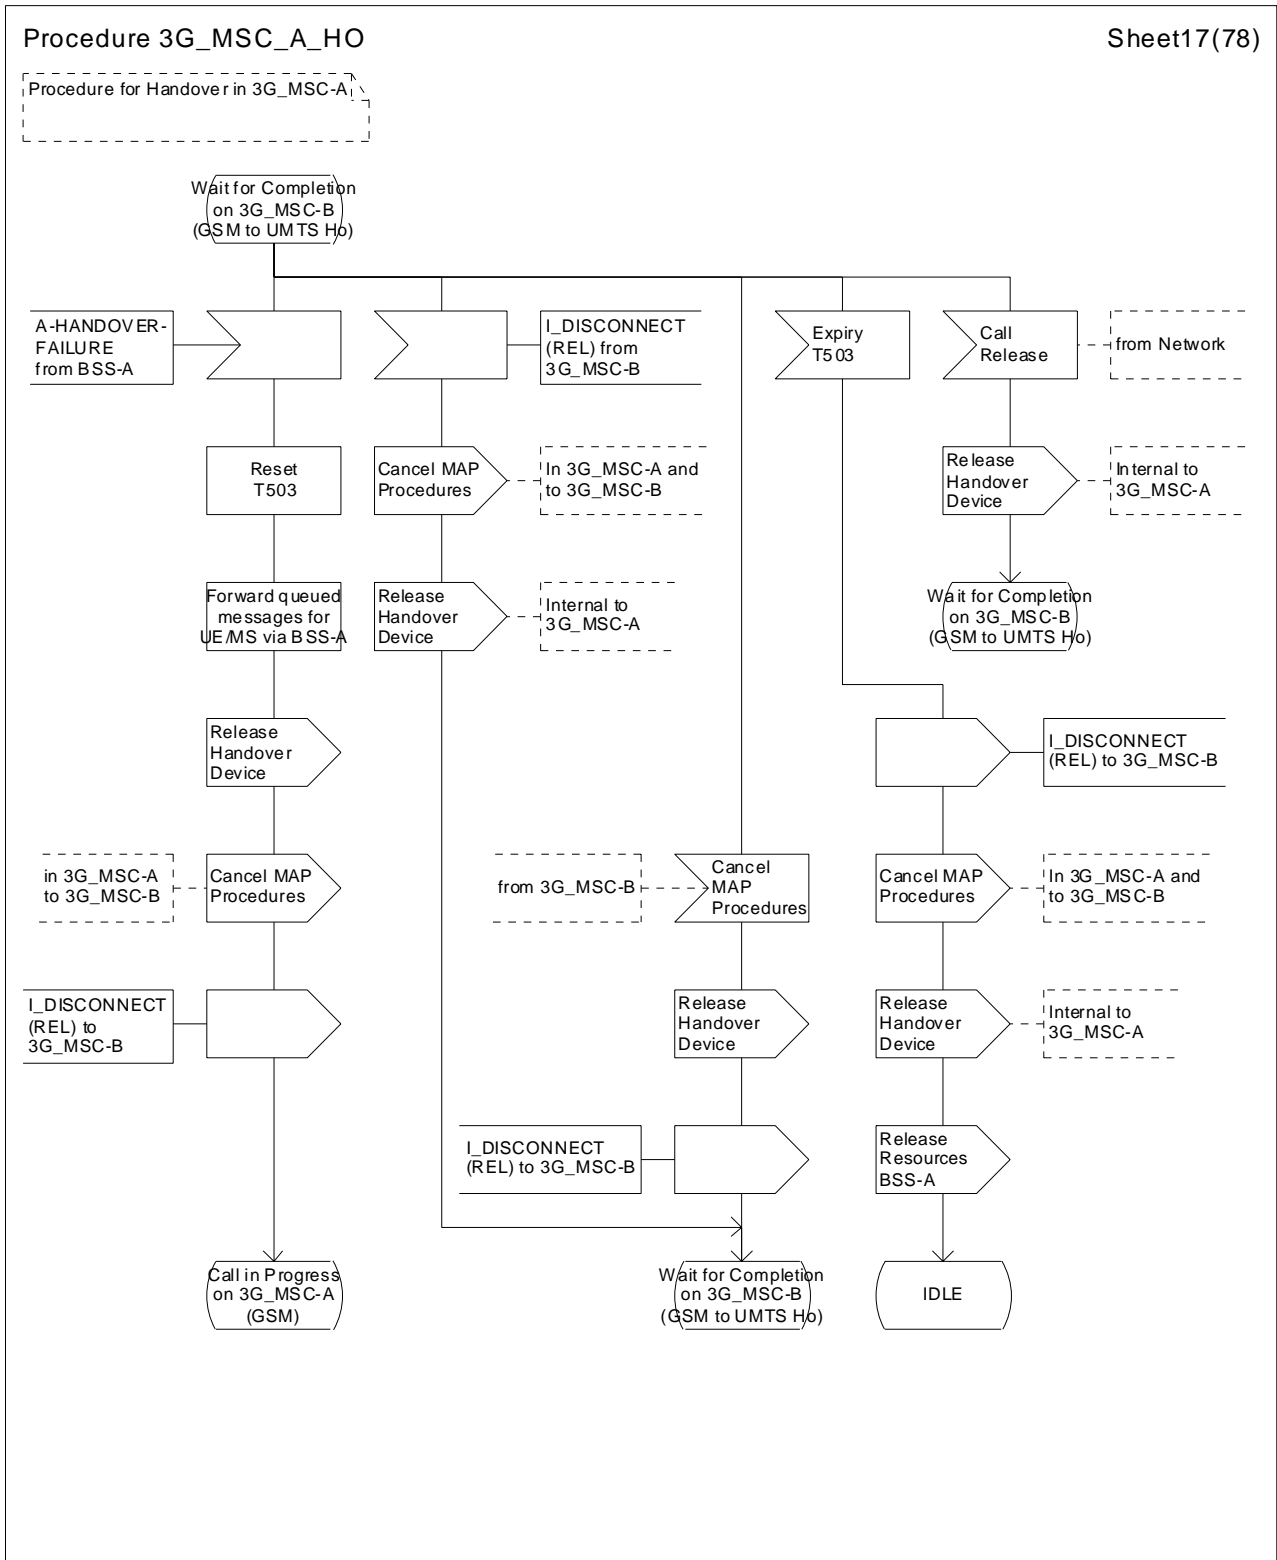 Procedure 3G_MSC_A_HO
Sheet17(78)
Procedure for Handover in 3G_MSC-A
Wait for Completion
on 3G_MSC-B
(GSM to UMTS Ho)
A-HANDOVER-
FAILURE
from BSS-A
I_DISCONNECT
(REL) from
3G_MSC-B
Expiry
T503
Call
Release
from Network
Reset
T503
Cancel MAP
Procedures
In 3G_MSC-A and
to 3G_MSC-B
Release
Handover
Device
Internal to
3G_MSC-A
Forward queued
messages for
UE/MS via BSS-A
Release
Handover
Device
Internal to
3G_MSC-A
Wait for Completion
on 3G_MSC-B
(GSM to UMTS Ho)
Release
Handover
Device
I_DISCONNECT
(REL) to 3G_MSC-B
in 3G_MSC-A
to 3G_MSC-B
Cancel MAP
Procedures
from 3G_MSC-B
Cancel
MAP
Procedures
Cancel MAP
Procedures
In 3G_MSC-A and
to 3G_MSC-B
I_DISCONNECT
(REL) to
3G_MSC-B
Release
Handover
Device
Release
Handover
Device
Internal to
3G_MSC-A
I_DISCONNECT
(REL) to 3G_MSC-B
Release
Resources
BSS-A
Call in Progress
on 3G_MSC-A
(GSM)
Wait for Completion
on 3G_MSC-B
(GSM to UMTS Ho)
IDLE